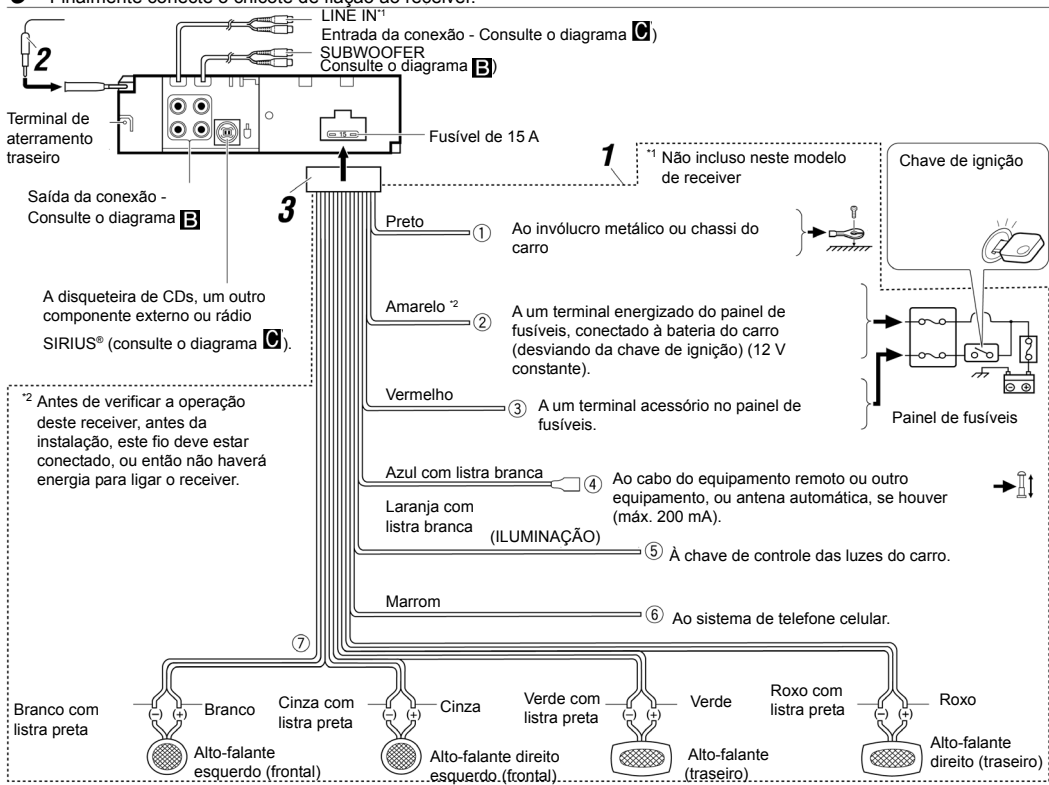 Finalmente conecte o chicote de fiação ao receiver.
LINE IN*1
Entrada da conexão - Consulte o diagrama C)
SUBWOOFER
Consulte o diagrama B)
2
Terminal de
aterramento
traseiro
15
Fusível de 15 A
Saída da conexão -
Consulte o diagrama B
3
1
*1 Não incluso neste modelo
de receiver
Chave de ignição
A disqueteira de CDs, um outro
componente externo ou rádio
SIRIUS® (consulte o diagrama C).
Preto
① Ao invólucro metálico ou chassi do
carro
Amarelo *2
② A um terminal energizado do painel de
fusíveis, conectado à bateria do carro
(desviando da chave de ignição) (12 V
constante).
Painel de fusíveis
*2 Antes de verificar a operação
deste receiver, antes da
instalação, este fio deve estar
conectado, ou então não haverá
energia para ligar o receiver.
Vermelho
③ A um terminal acessório no painel de
fusíveis.
Azul com listra branca
④ Ao cabo do equipamento remoto ou outro
equipamento, ou antena automática, se houver
(máx. 200 mA).
Laranja com
listra branca
(ILUMINAÇÃO)
⑤ À chave de controle das luzes do carro.
Marrom
⑥ Ao sistema de telefone celular.
⑦
Branco com
listra preta
Branco
Alto-falante
esquerdo (frontal)
Cinza com
listra preta
Cinza
Alto-falante direito
esquerdo (frontal)
Verde com
listra preta
Verde
Alto-falante
(traseiro)
Roxo com
listra preta
Roxo
Alto-falante
direito (traseiro)